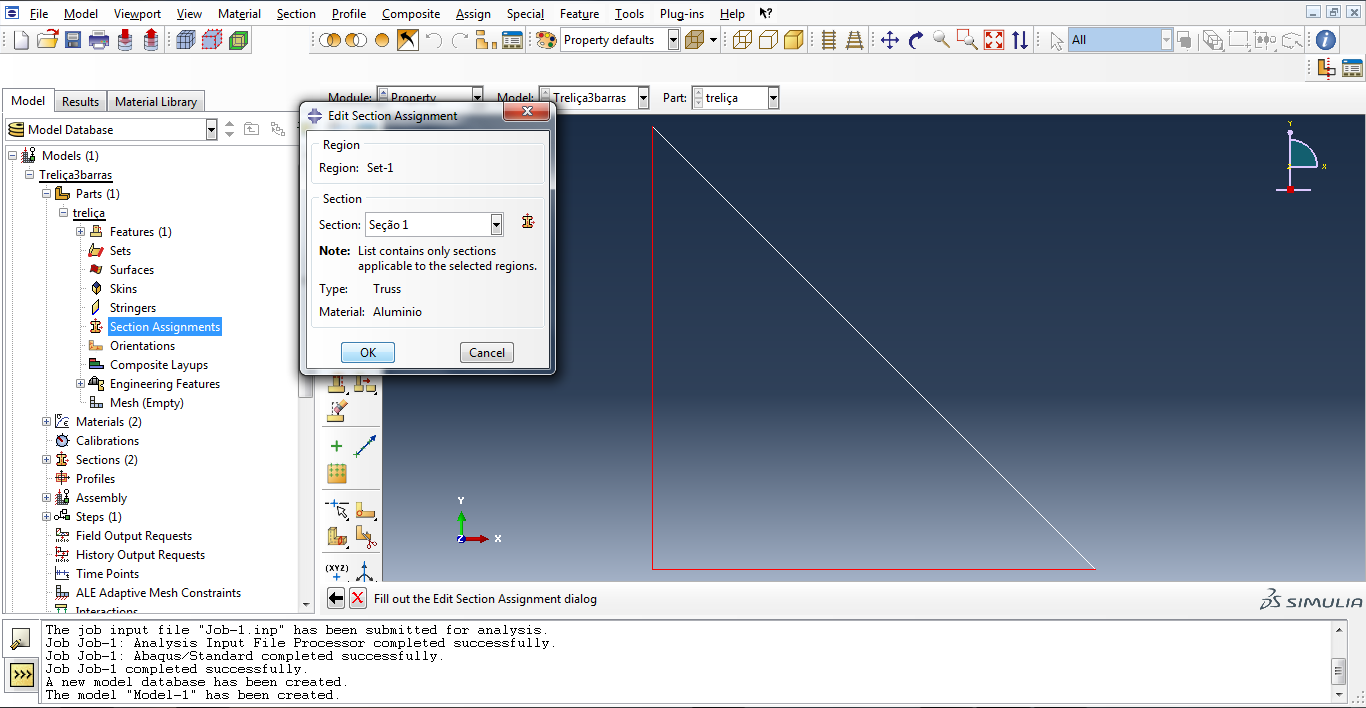 File Model Viewport View Material Section Profile Composite Assign Special Feature Tools Plug-ins Help
Property defaults
All
Model Results Material Library
Module: Property Model: Treliça3barras Part: treliça
Model Database
Models (1)
Treliça3barras
Parts (1)
treliça
Features (1)
Sets
Surfaces
Skins
Stringers
Section Assignments
Orientations
Composite Layups
Engineering Features
Mesh (Empty)
Materials (2)
Calibrations
Sections (2)
Profiles
Assembly
Steps (1)
Field Output Requests
History Output Requests
Time Points
ALE Adaptive Mesh Constraints
Interactions
Edit Section Assignment
Region
Region: Set-1
Section
Section: Seção 1
Note: List contains only sections
applicable to the selected regions.
Type: Truss
Material: Aluminio
OK Cancel
(XYZ)
Y
X
Z
Y
X
Z
Fill out the Edit Section Assignment dialog
SIMULIA
The job input file "Job-1.inp" has been submitted for analysis.
Job Job-1: Analysis Input File Processor completed successfully.
Job Job-1: Abaqus/Standard completed successfully.
Job Job-1 completed successfully.
A new model database has been created.
The model "Model-1" has been created.